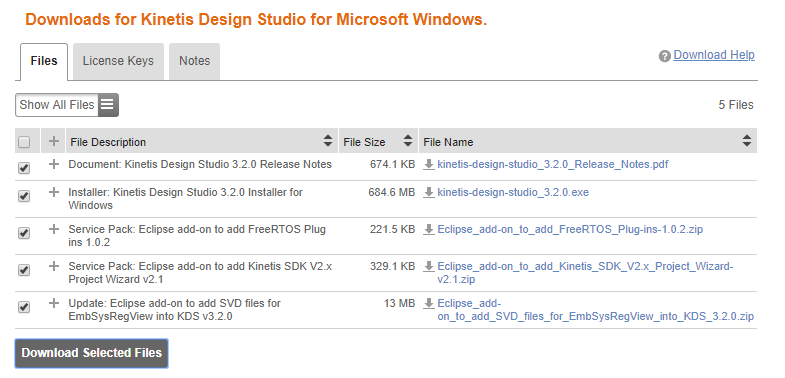 Downloads for Kinetis Design Studio for Microsoft Windows.
Files License Keys Notes
Download Help
Show All Files
5 Files
File Description File Size File Name
Document: Kinetis Design Studio 3.2.0 Release Notes 674.1 KB kinetis-design-studio_3.2.0_Release_Notes.pdf
Installer: Kinetis Design Studio 3.2.0 Installer for 684.6 MB kinetis-design-studio_3.2.0.exe
Windows
Service Pack: Eclipse add-on to add FreeRTOS Plug 221.5 KB Eclipse_add-on_to_add_FreeRTOS_Plug-ins-1.0.2.zip
ins 1.0.2
Service Pack: Eclipse add-on to add Kinetis SDK V2.x 329.1 KB Eclipse_add-on_to_add_Kinetis_SDK_V2.x_Project_Wizard-
Project Wizard v2.1 v2.1.zip
Update: Eclipse add-on to add SVD files for 13 MB Eclipse_add-
EmbSysRegView into KDS v3.2.0 on_to_add_SVD_files_for_EmbSysRegView_into_KDS_3.2.0.zip
Download Selected Files